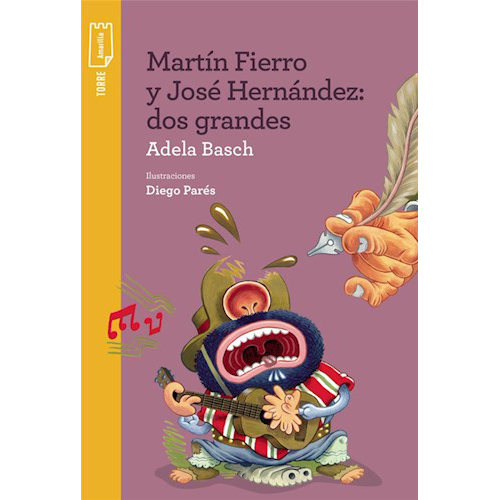 TORRE
Amarilla
Martín Fierro
y José Hernández:
dos grandes
Adela Basch
Ilustraciones
Diego Parés